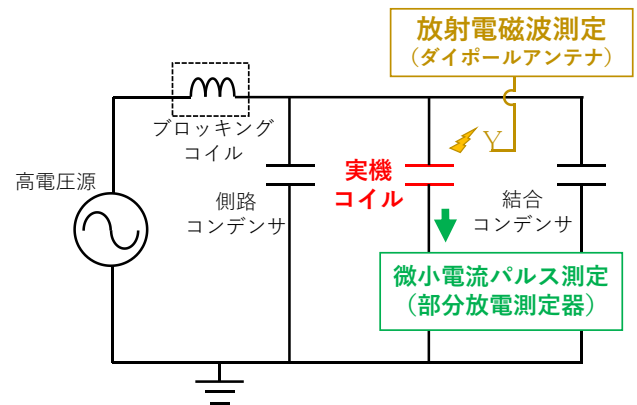 放射電磁波測定
（ダイポールアンテナ）
ブロッキング
コイル
高電圧源
側路
コンデンサ
実機
コイル
結合
コンデンサ
微小電流パルス測定
（部分放電測定器）